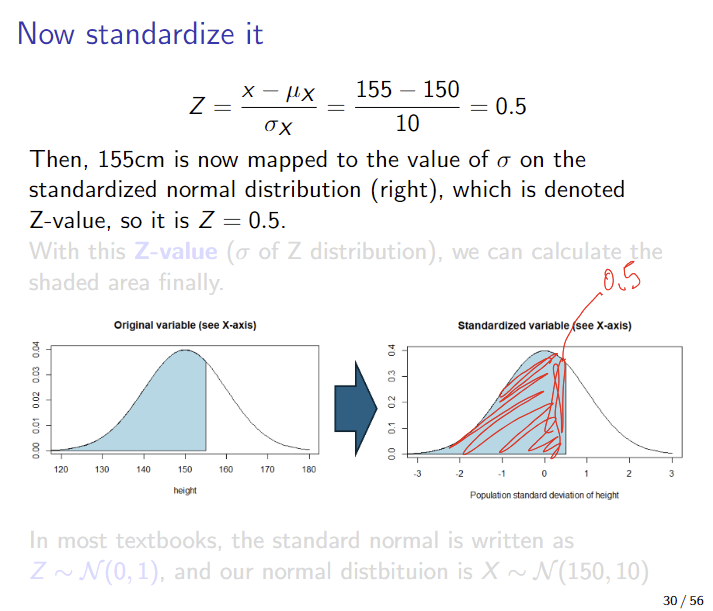 Now standardize it
Z = \frac{x - \mu_X}{\sigma_X} = \frac{155 - 150}{10} = 0.5
Then, 155cm is now mapped to the value of σ on the
standardized normal distribution (right), which is denoted
Z-value, so it is Z = 0.5.
With this Z-value (σ of Z distribution), we can calculate the
shaded area finally.
0.5
Original variable (see X-axis)
0.04
0.03
0.02
0.01
0.00
120 130 140 150 160 170 180
height
Standardized variable (see X-axis)
0.4
0.3
0.2
0.1
0.0
-3 -2 -1 0 1 2 3
Population standard deviation of height
In most textbooks, the standard normal is written as
Z ∼ 𝒩(0, 1), and our normal distbituion is X ∼ 𝒩(150, 10)
30 / 56